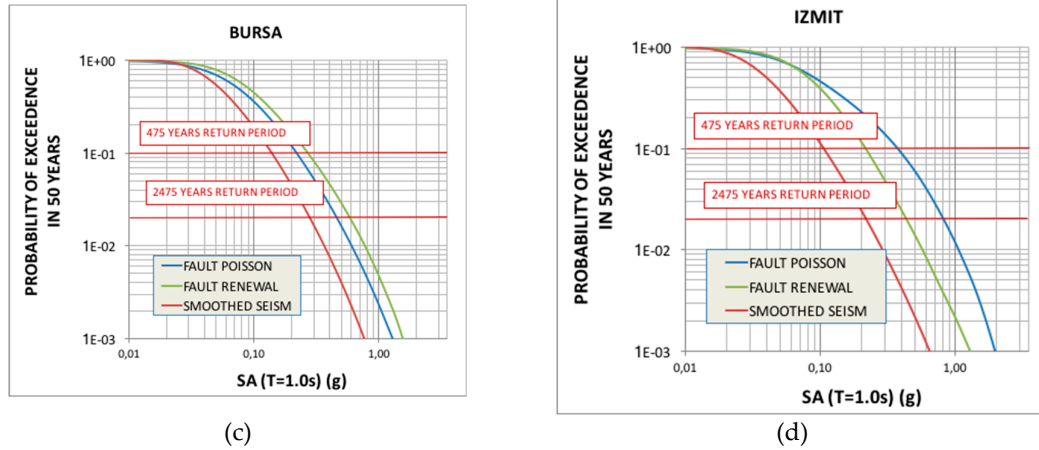 BURSA
PROBABILITY OF EXCEEDENCE
IN 50 YEARS
1E+00
1E-01
1E-02
1E-03
475 YEARS RETURN PERIOD
2475 YEARS RETURN PERIOD
FAULT POISSON
FAULT RENEWAL
SMOOTHED SEISM
0,01
0,10
1,00
SA (T=1.0s) (g)
(c)
IZMIT
PROBABILITY OF EXCEEDENCE
IN 50 YEARS
1E+00
1E-01
1E-02
1E-03
475 YEARS RETURN PERIOD
2475 YEARS RETURN PERIOD
FAULT POISSON
FAULT RENEWAL
SMOOTHED SEISM
0,01
0,10
1,00
SA (T=1.0s) (g)
(d)